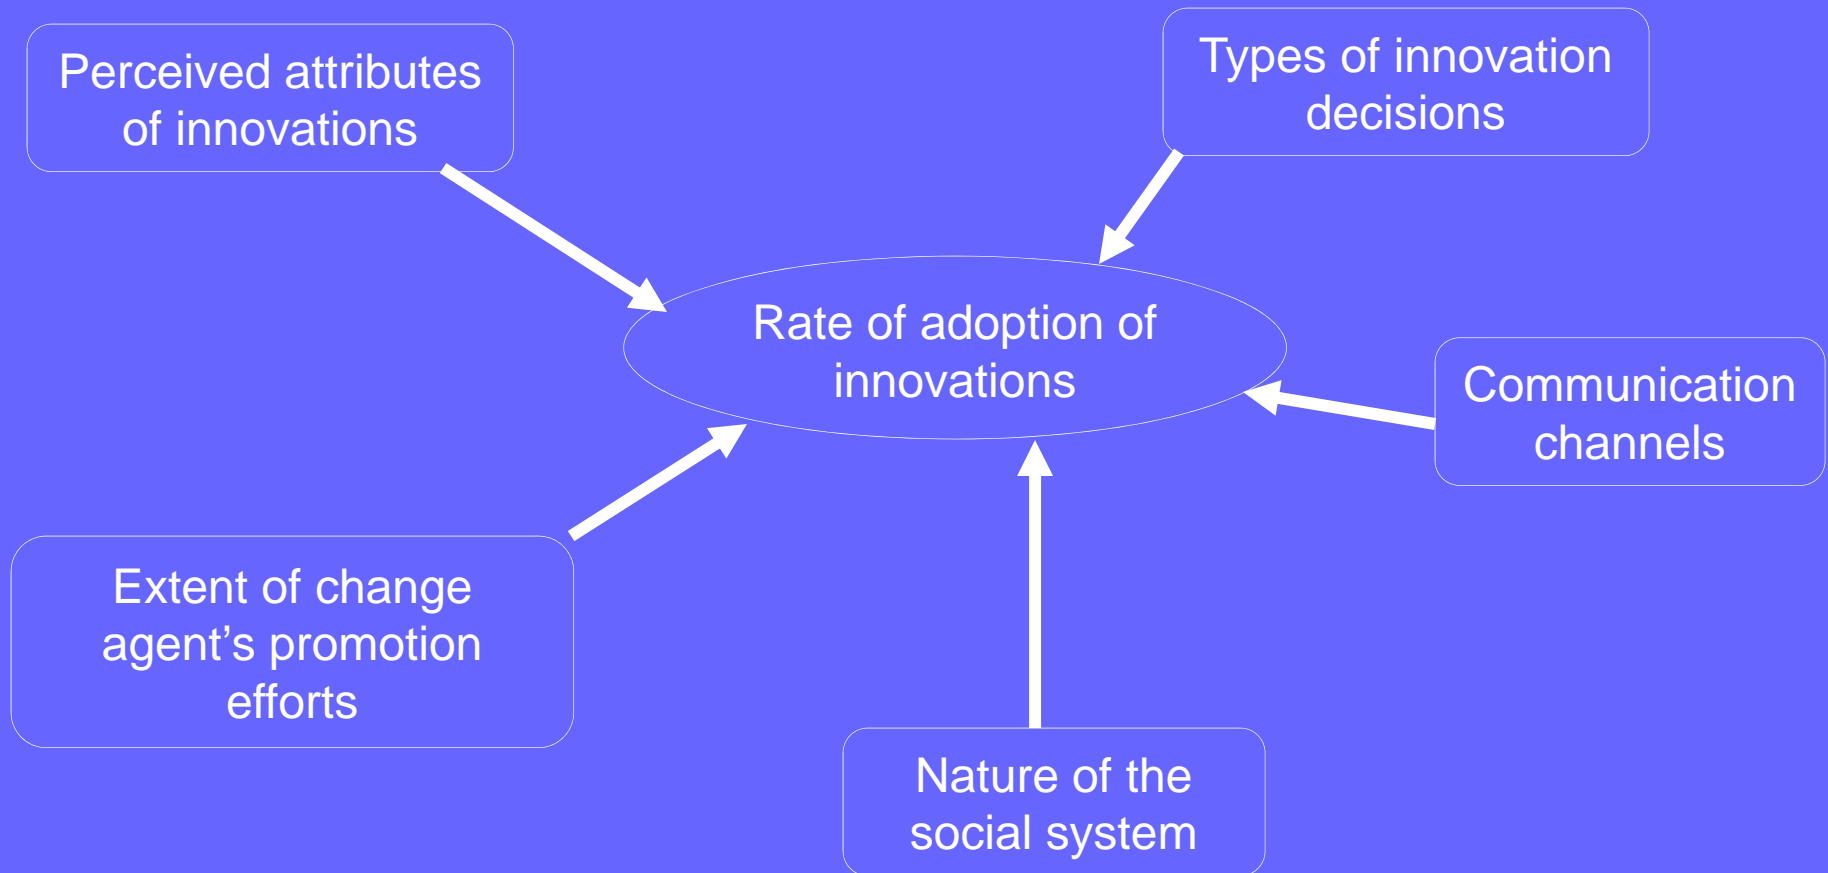 Perceived attributes
of innovations
Types of innovation
decisions
Rate of adoption of
innovations
Communication
channels
Extent of change
agent’s promotion
efforts
Nature of the
social system